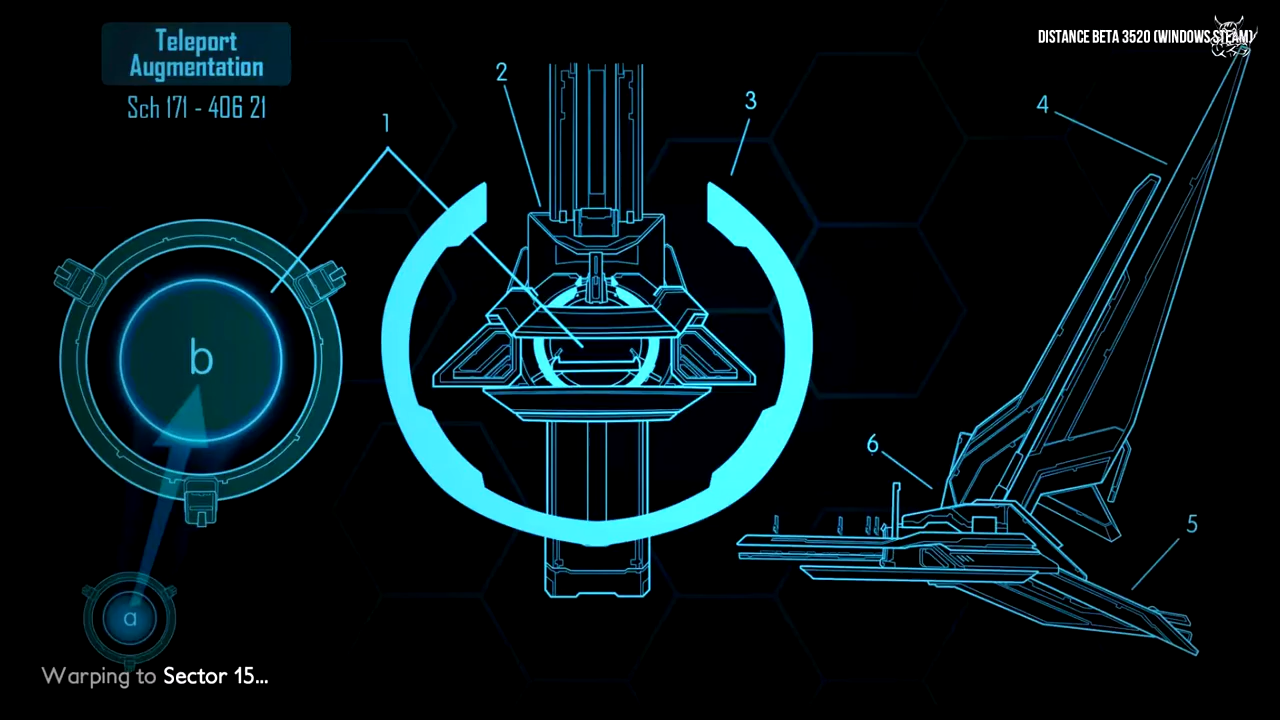 Teleport
Augmentation
Sch 171 - 406 21
DISTANCE BETA 3520 (WINDOWS STEAM)
1
2
3
4
b
6
5
a
Warping to Sector 15...